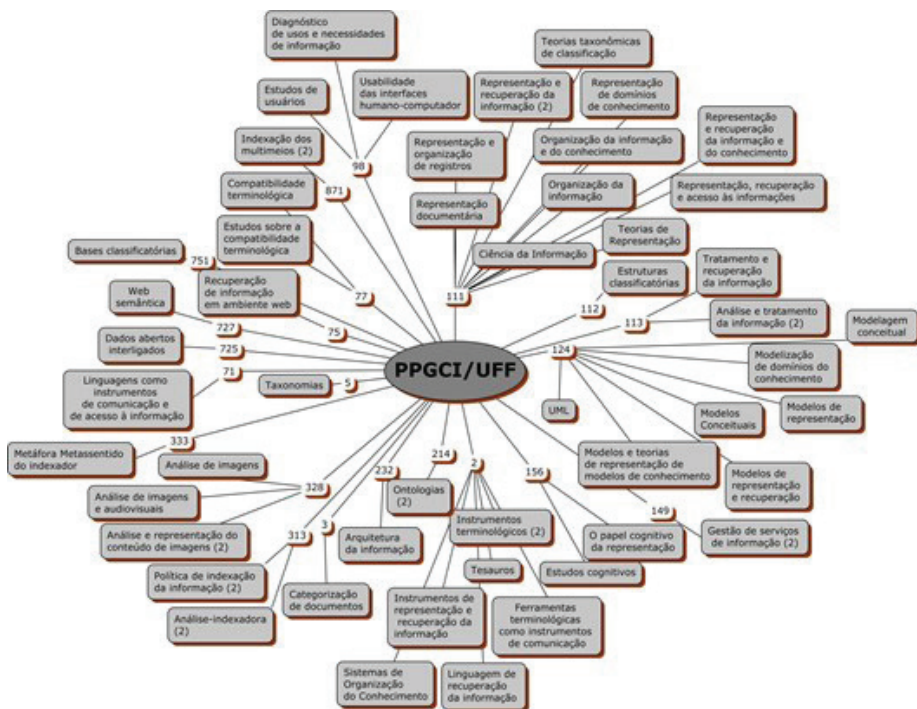 Diagnóstico
de usos e necessidades
de informação
Teorias taxonômicas
de classificação
Estudos de
usuários
Usabilidade
das interfaces
humano-computador
Representação e
recuperação da
informação (2)
Representação
de domínios
de conhecimento
Indexação dos
multimeios (2)
98
871
Representação e
organização
de registros
Organização da informação
e do conhecimento
Representação
e recuperação
da informação e
do conhecimento
Compatibilidade
terminológica
Representação
documentária
Organização da
informação
Representação, recuperação
e acesso às informações
Estudos sobre a
compatibilidade
terminológica
Ciência da Informação
Teorias de
Representação
Bases classificatórias
751
Recuperação
de informação
em ambiente web
77
111
Estruturas
classificatórias
Tratamento e
recuperação
da informação
Web
semântica
727
75
112
113
Análise e tratamento
da informação (2)
Modelagem
conceitual
Dados abertos
interligados
725
124
Modelização
de domínios do
conhecimento
PPGCI/UFF
71
Linguagens como
instrumentos
de comunicação e
de acesso à informação
Taxonomias
5
UML
Modelos
Conceituais
Modelos de
representação
333
Metáfora Metassentido
do indexador
Análise de imagens
328
232
214
2
156
Modelos e teorias
de representação de
modelos de conhecimento
Modelos de
representação
e recuperação
Análise de imagens
e audiovisuais
Ontologias
(2)
149
Análise e representação do
conteúdo de imagens (2)
313
3
Arquitetura
da informação
Instrumentos
terminológicos (2)
O papel cognitivo
da representação
Gestão de serviços
de informação (2)
Política de indexação
da informação (2)
Tesauros
Estudos cognitivos
Análise-indexadora
(2)
Categorização
de documentos
Instrumentos de
representação e
recuperação da
informação
Ferramentas
terminológicas
como instrumentos
de comunicação
Sistemas de
Organização
do Conhecimento
Linguagem de
recuperação
da informação